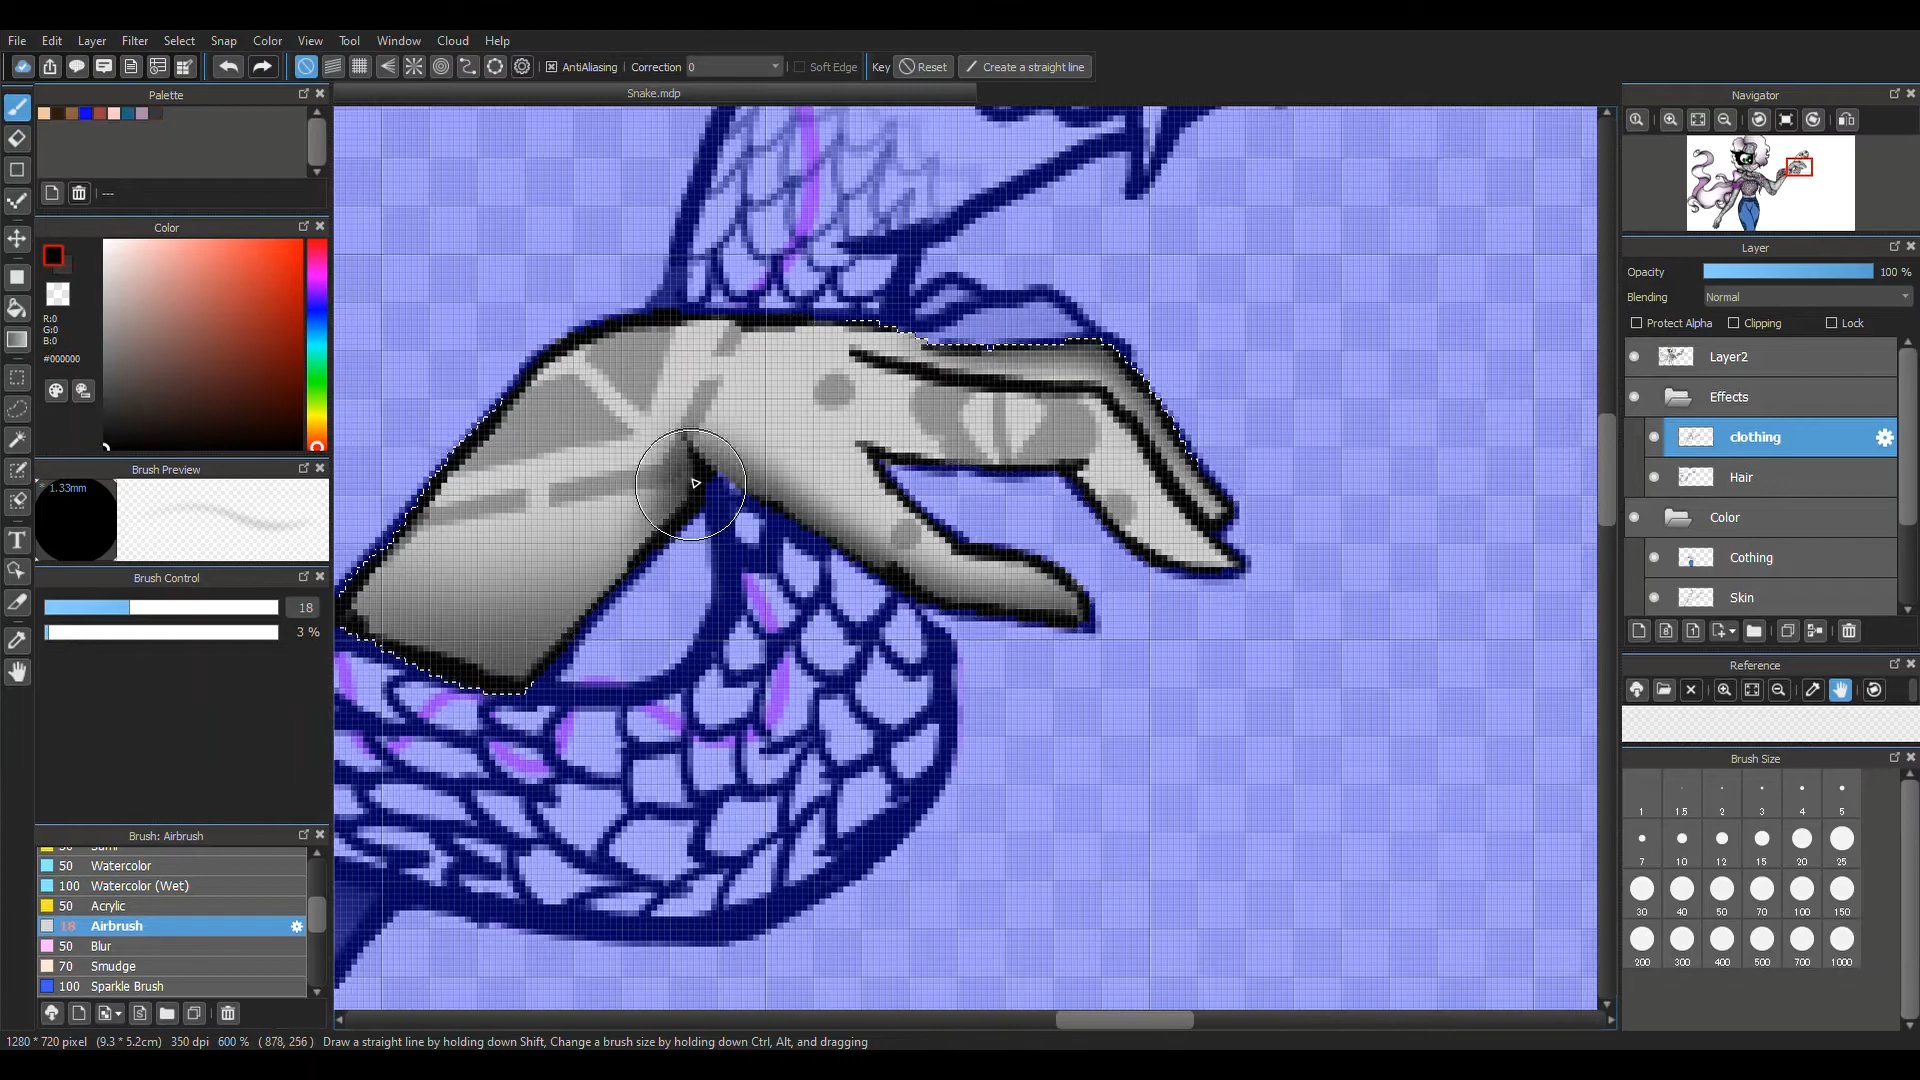 File Edit Layer Filter Select Snap Color View Tool Window Cloud Help
AntiAliasing Correction 0 Soft Edge Key Reset Create a straight line
Palette
Snake.mdp
Navigator
---
Color
R:0
G:0
B:0
#000000
Layer
Opacity 100 %
Blending Normal
Protect Alpha Clipping Lock
Layer2
Effects
clothing
Hair
Color
Cothing
Skin
Brush Preview
1.33mm
Brush Control
18
3 %
Reference
Brush Size
1 1.5 2 3 4 5
7 10 12 15 20 25
30 40 50 70 100 150
200 300 400 500 700 1000
Brush: Airbrush
50 Watercolor
100 Watercolor (Wet)
50 Acrylic
18 Airbrush
50 Blur
70 Smudge
100 Sparkle Brush
1280 * 720 pixel (9.3 * 5.2cm) 350 dpi 600 % ( 878, 256 ) Draw a straight line by holding down Shift, Change a brush size by holding down Ctrl, Alt, and dragging